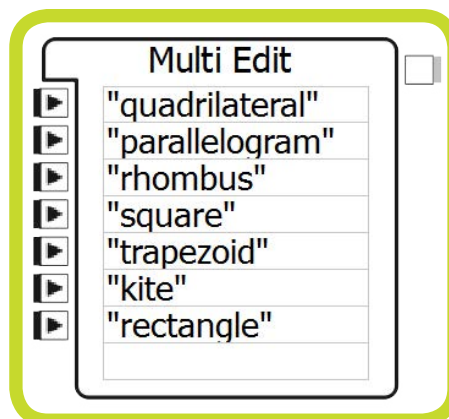 Multi Edit
"quadrilateral"
"parallelogram"
"rhombus"
"square"
"trapezoid"
"kite"
"rectangle"